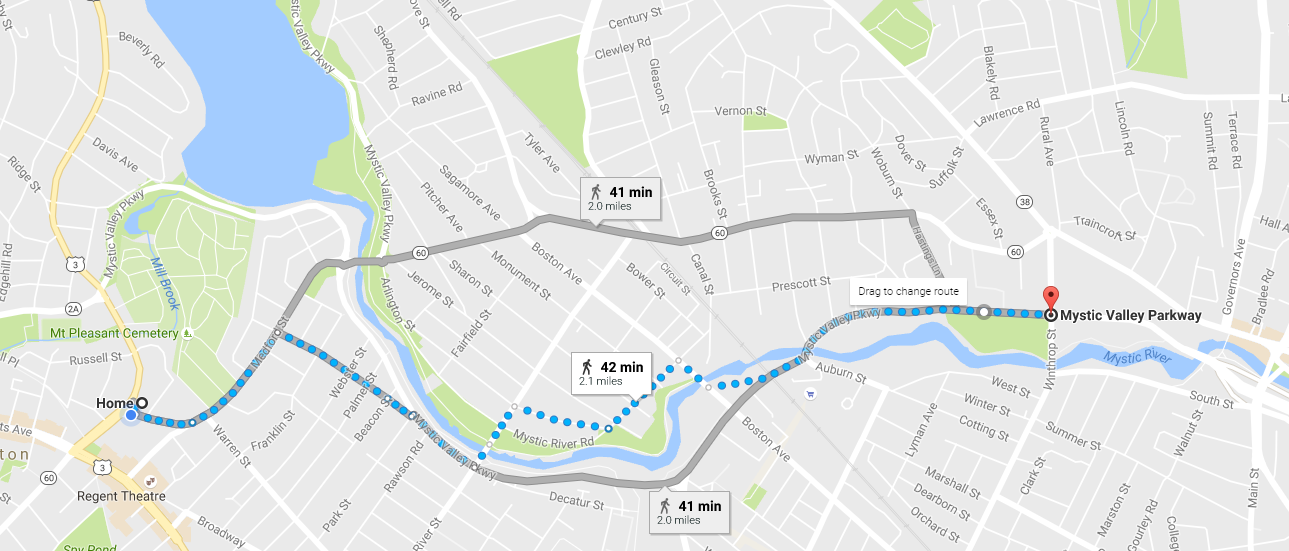 Mystic Valley Pkwy
Century St
Clewley Rd
Beverly Rd
Shepherd Rd
Gleason St
Blakely Rd
Ravine Rd
Vernon St
Lawrence Rd
Lincoln Rd
Summit Rd
Terrace Rd
Rural Ave
Davis Ave
Ridge St
Mystic Valley Pkwy
Tyler Ave
Wyman St
Woburn St
Dover St
Suffolk St
Sagamore Ave
Pitcher Ave
Brooks St
41 min
2.0 miles
Mystic Valley Pkwy
38
Essex St
Traincroft St
Hall A
60
60
60
Hastings Ln
Edgehill Rd
3
Mill Brook
Boston Ave
Monument St
Sharon St
Jerome St
Bower St
Circuit St
Canal St
Prescott St
Drag to change route
Governors Ave
Bradlee Rd
2A
Arlington St
Mystic Valley Parkway
Mt Pleasant Cemetery
Medford St
Fairfield St
Mystic Valley Pkwy
Winthrop St
Mystic River
Russell St
Pl
42 min
2.1 miles
Webster St
Palmer St
Beacon St
Auburn St
West St
Winter St
Cotting St
South St
Home
Franklin St
Warren St
Mystic Valley Pkwy
Mystic River Rd
Boston Ave
Lyman Ave
Summer St
Walnut St
ts Ave
ton
3
60
Regent Theatre
Rawson Rd
Decatur St
41 min
2.0 miles
Clark St
Marshall St
Dearborn St
Orchard St
Main St
Marston St
Gourley Rd
Broadway
Park St
River St
Spy Pond